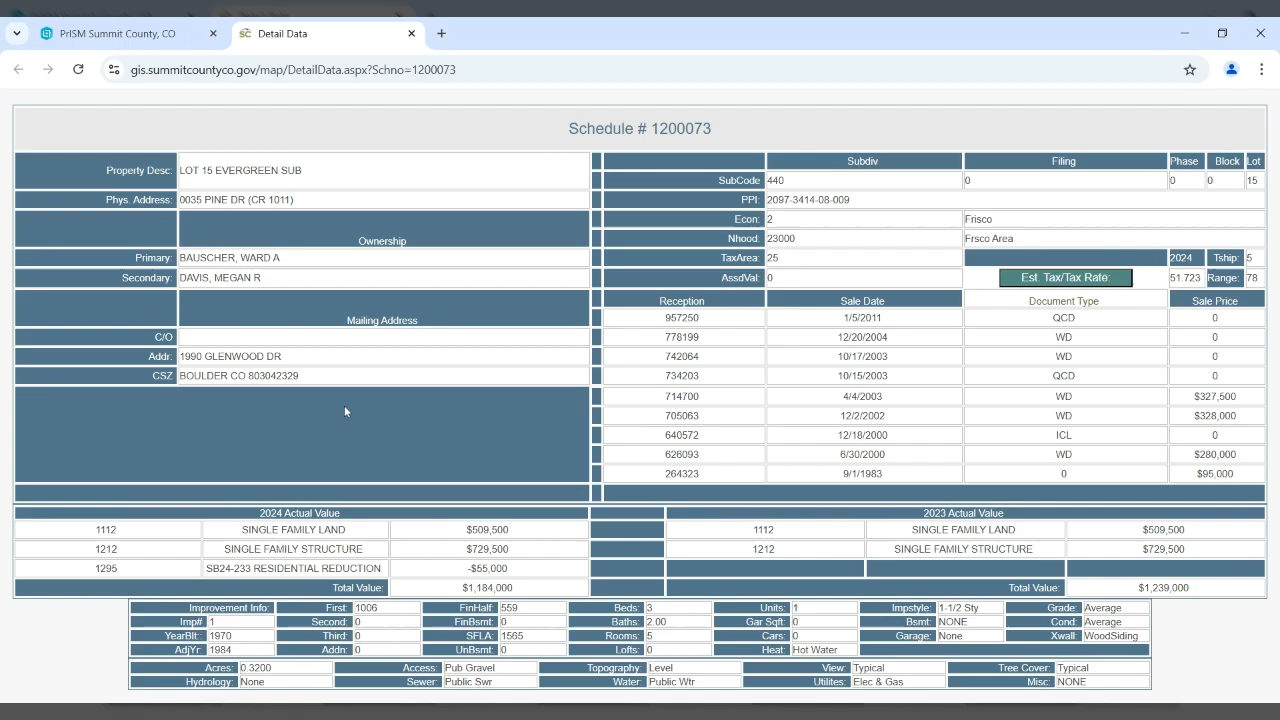 PrISM Summit County, CO
Detail Data
gis.summitcountyco.gov/map/DetailData.aspx?Schno=1200073
Schedule # 1200073
Property Desc: LOT 15 EVERGREEN SUB
Phys. Address: 0035 PINE DR (CR 1011)
Ownership
Primary: BAUSCHER, WARD A
Secondary: DAVIS, MEGAN R
Mailing Address
C/O
Addr: 1990 GLENWOOD DR
CSZ BOULDER CO 803042329
Subdiv Filing Phase Block Lot
SubCode 440 0 0 0 15
PPI: 2097-3414-08-009
Econ: 2 Frisco
Nhood: 23000 Frsco Area
TaxArea: 25 2024 Tship: 5
AssdVal: 0 Est. Tax/Tax Rate: 51.723 Range: 78
Reception Sale Date Document Type Sale Price
957250 1/5/2011 QCD 0
778199 12/20/2004 WD 0
742064 10/17/2003 WD 0
734203 10/15/2003 QCD 0
714700 4/4/2003 WD $327,500
705063 12/2/2002 WD $328,000
640572 12/18/2000 ICL 0
626093 6/30/2000 WD $280,000
264323 9/1/1983 0 $95,000
2024 Actual Value
1112 SINGLE FAMILY LAND $509,500
1212 SINGLE FAMILY STRUCTURE $729,500
1295 SB24-233 RESIDENTIAL REDUCTION -$55,000
Total Value: $1,184,000
2023 Actual Value
1112 SINGLE FAMILY LAND $509,500
1212 SINGLE FAMILY STRUCTURE $729,500
Total Value: $1,239,000
Improvement Info: First: 1006 FinHalf: 559 Beds: 3 Units: 1 Impstyle: 1-1/2 Sty Grade: Average
Imp# 1 Second: 0 FinBsmt: 0 Baths: 2.00 Gar Sqft: 0 Bsmt: NONE Cond: Average
YearBlt: 1970 Third: 0 SFLA: 1565 Rooms: 5 Cars: 0 Garage: None Xwall: WoodSiding
AdjYr: 1984 Addn: 0 UnBsmt: 0 Lofts: 0 Heat: Hot Water
Acres: 0.3200 Access: Pub Gravel Topography: Level View: Typical Tree Cover: Typical
Hydrology: None Sewer: Public Swr Water: Public Wtr Utilites: Elec & Gas Misc: NONE